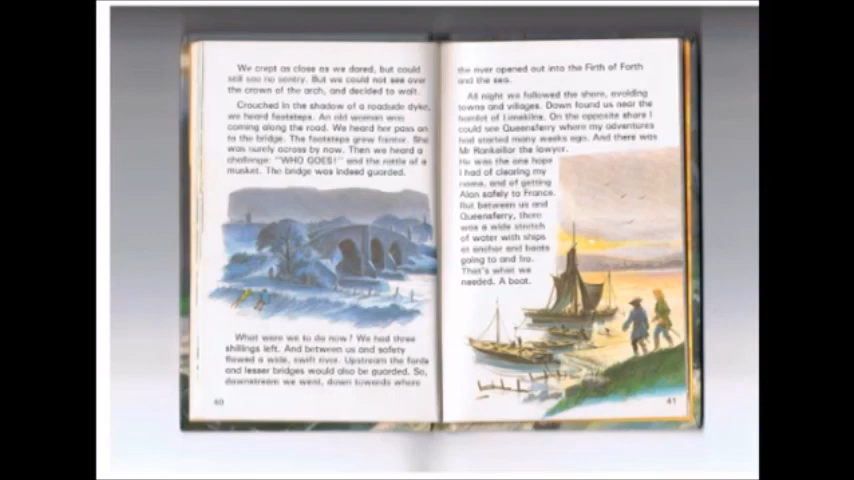 We crept as close as we dared, but could
still see no sentry. But we could not see over
the crown of the arch, and decided to wait.
Crouched in the shadow of a roadside dyke,
we heard footsteps. An old woman was
coming along the road. We heard her pass on
to the bridge. The footsteps grew fainter. She
was surely across by now. Then we heard a
challenge: "WHO GOES!" and the rattle of a
musket. The bridge was indeed guarded.
What were we to do now? We had three
shillings left. And between us and safety
flowed a wide, swift river. Upstream the fords
and lesser bridges would also be guarded. So,
downstream we went, down towards where
60
the river opened out into the Firth of Forth
and the sea.
All night we followed the shore, avoiding
towns and villages. Dawn found us near the
hamlet of Limekilns. On the opposite shore I
could see Queensferry where my adventures
had started many weeks ago. And there was
Mr Rankeillor the lawyer.
He was the one hope
I had of clearing my
name, and of getting
Alan safely to France.
But between us and
Queensferry, there
was a wide stretch
of water with ships
at anchor and boats
going to and fro.
That's what we
needed. A boat.
61